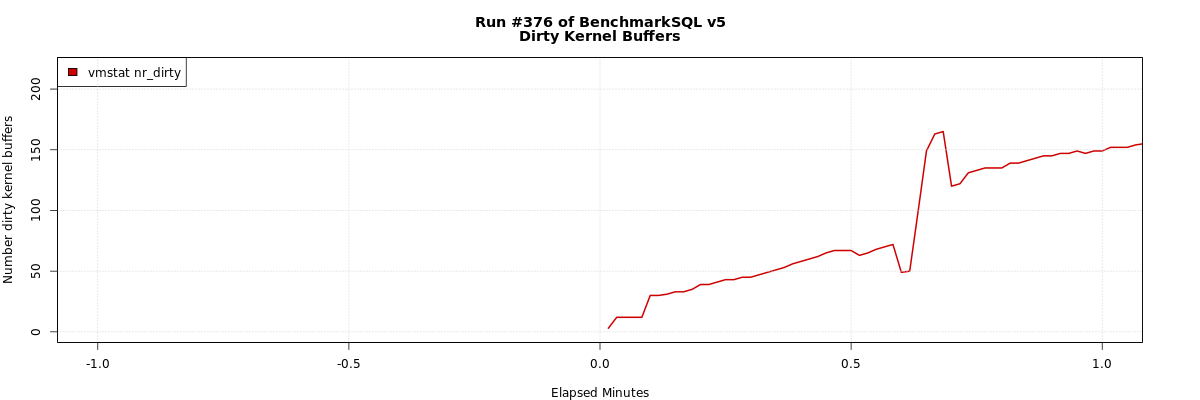 Run #376 of BenchmarkSQL v5
Dirty Kernel Buffers
vmstat nr_dirty
Number dirty kernel buffers
200
150
100
50
0
-1.0
-0.5
0.0
0.5
1.0
Elapsed Minutes